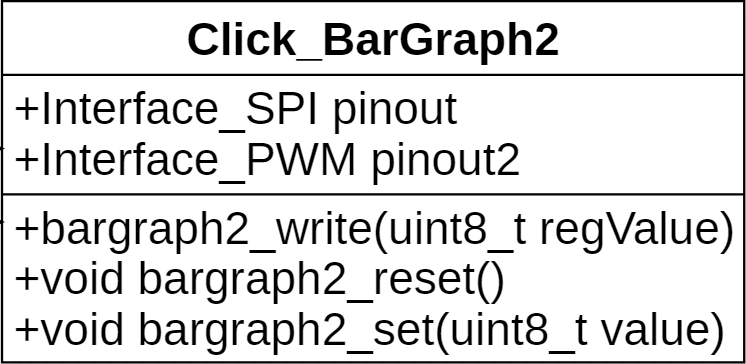 Click_BarGraph2
+Interface_SPI pinout
+Interface_PWM pinout2
+bargraph2_write(uint8_t regValue)
+void bargraph2_reset()
+void bargraph2_set(uint8_t value)